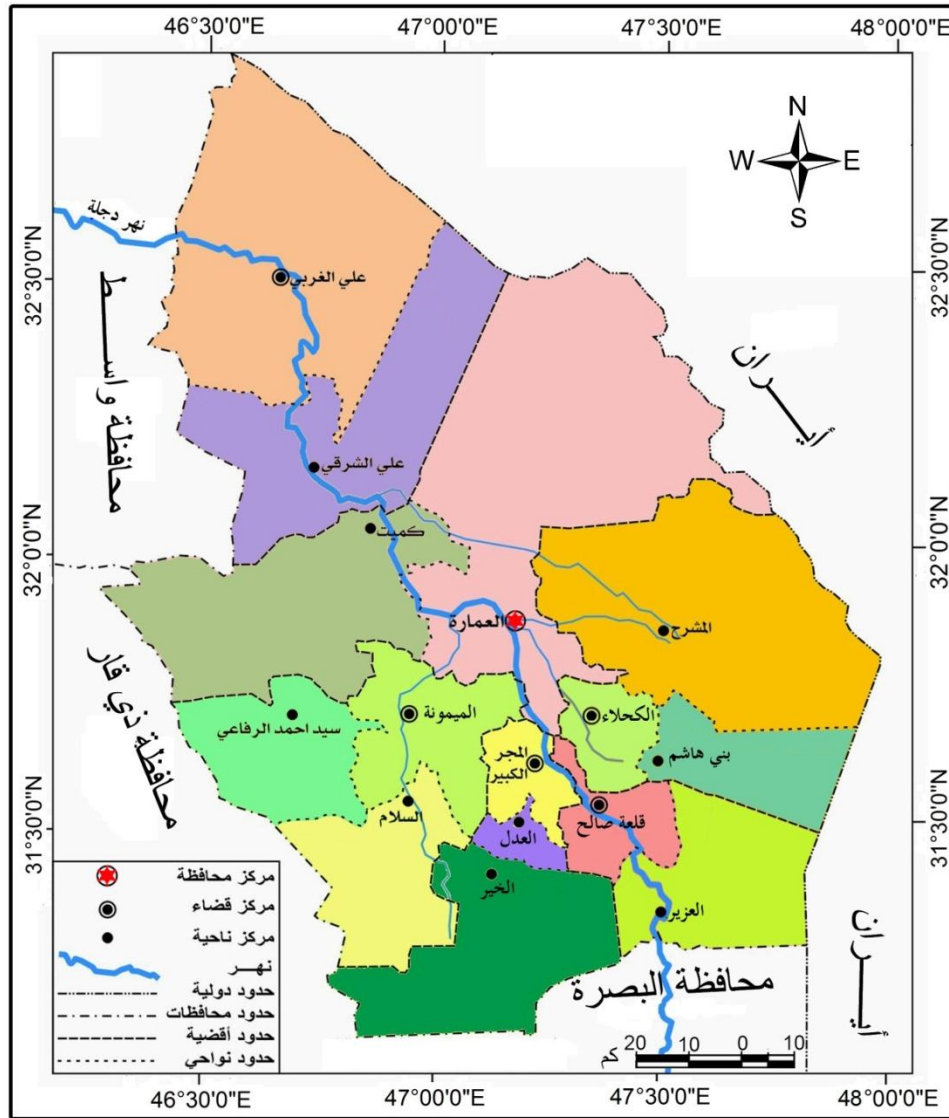 46°30'0"E
47°00'0"E
47°30'0"E
48°00'0"E
N
W
E
S
32°30'0"N
32°30'0"N
نهر دجلة
علي الغربي
محافظة واسط
أيران
علي الشرقي
كميت
32°0'0"N
32°0'0"N
العمارة
المشرح
محافظة ذي قار
سيد احمد الرفاعي
الميمونة
الكحلاء
المجر
الكبير
بني هاشم
السلام
العدل
قلعة صالح
31°30'0"N
31°30'0"N
الخير
العزير
أيران
محافظة البصرة
مركز محافظة
مركز قضاء
مركز ناحية
نهر
حدود دولية
حدود محافظات
حدود أقضية
حدود نواحي
20 10 0 10
كم
46°30'0"E
47°00'0"E
47°30'0"E
48°00'0"E